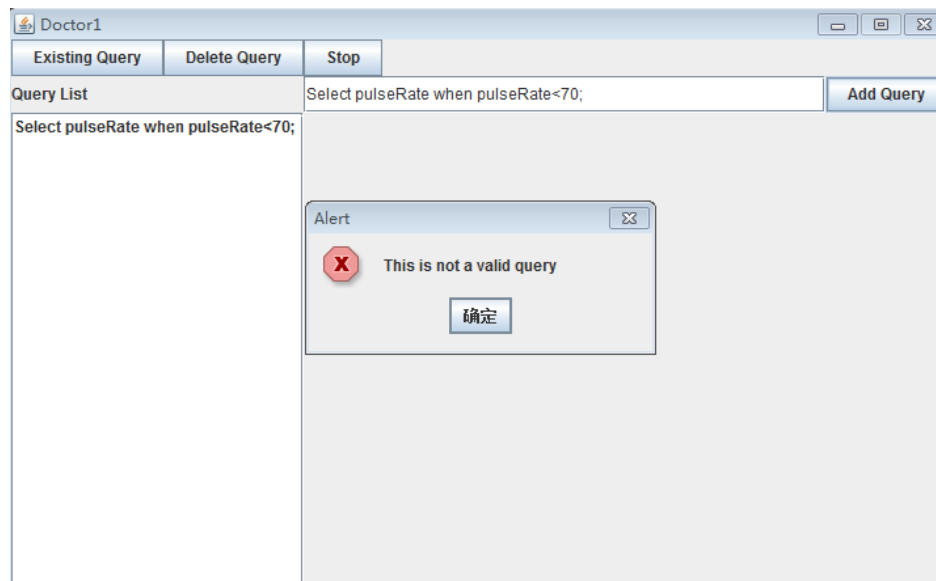 Doctor1
Existing Query Delete Query Stop
Query List Select pulseRate when pulseRate<70; Add Query
Select pulseRate when pulseRate<70;
Alert
This is not a valid query
确定